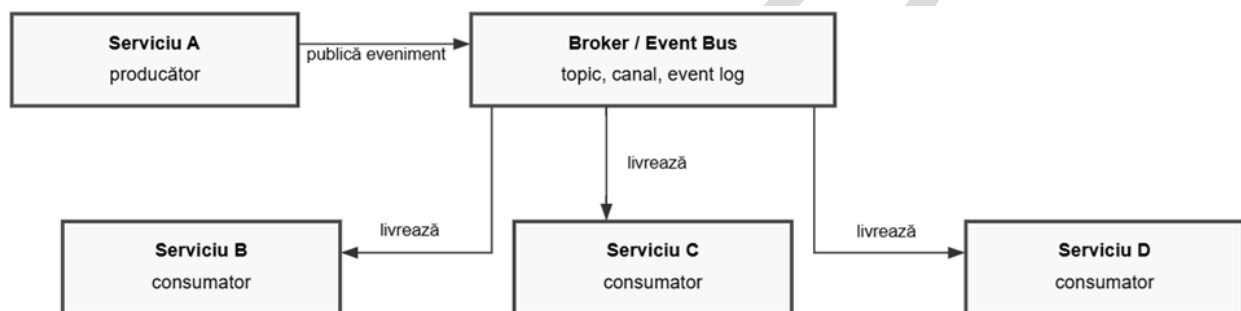 Serviciu A
producător
publică eveniment
Broker / Event Bus
topic, canal, event log
livrează
livrează
livrează
Serviciu B
consumator
Serviciu C
consumator
Serviciu D
consumator